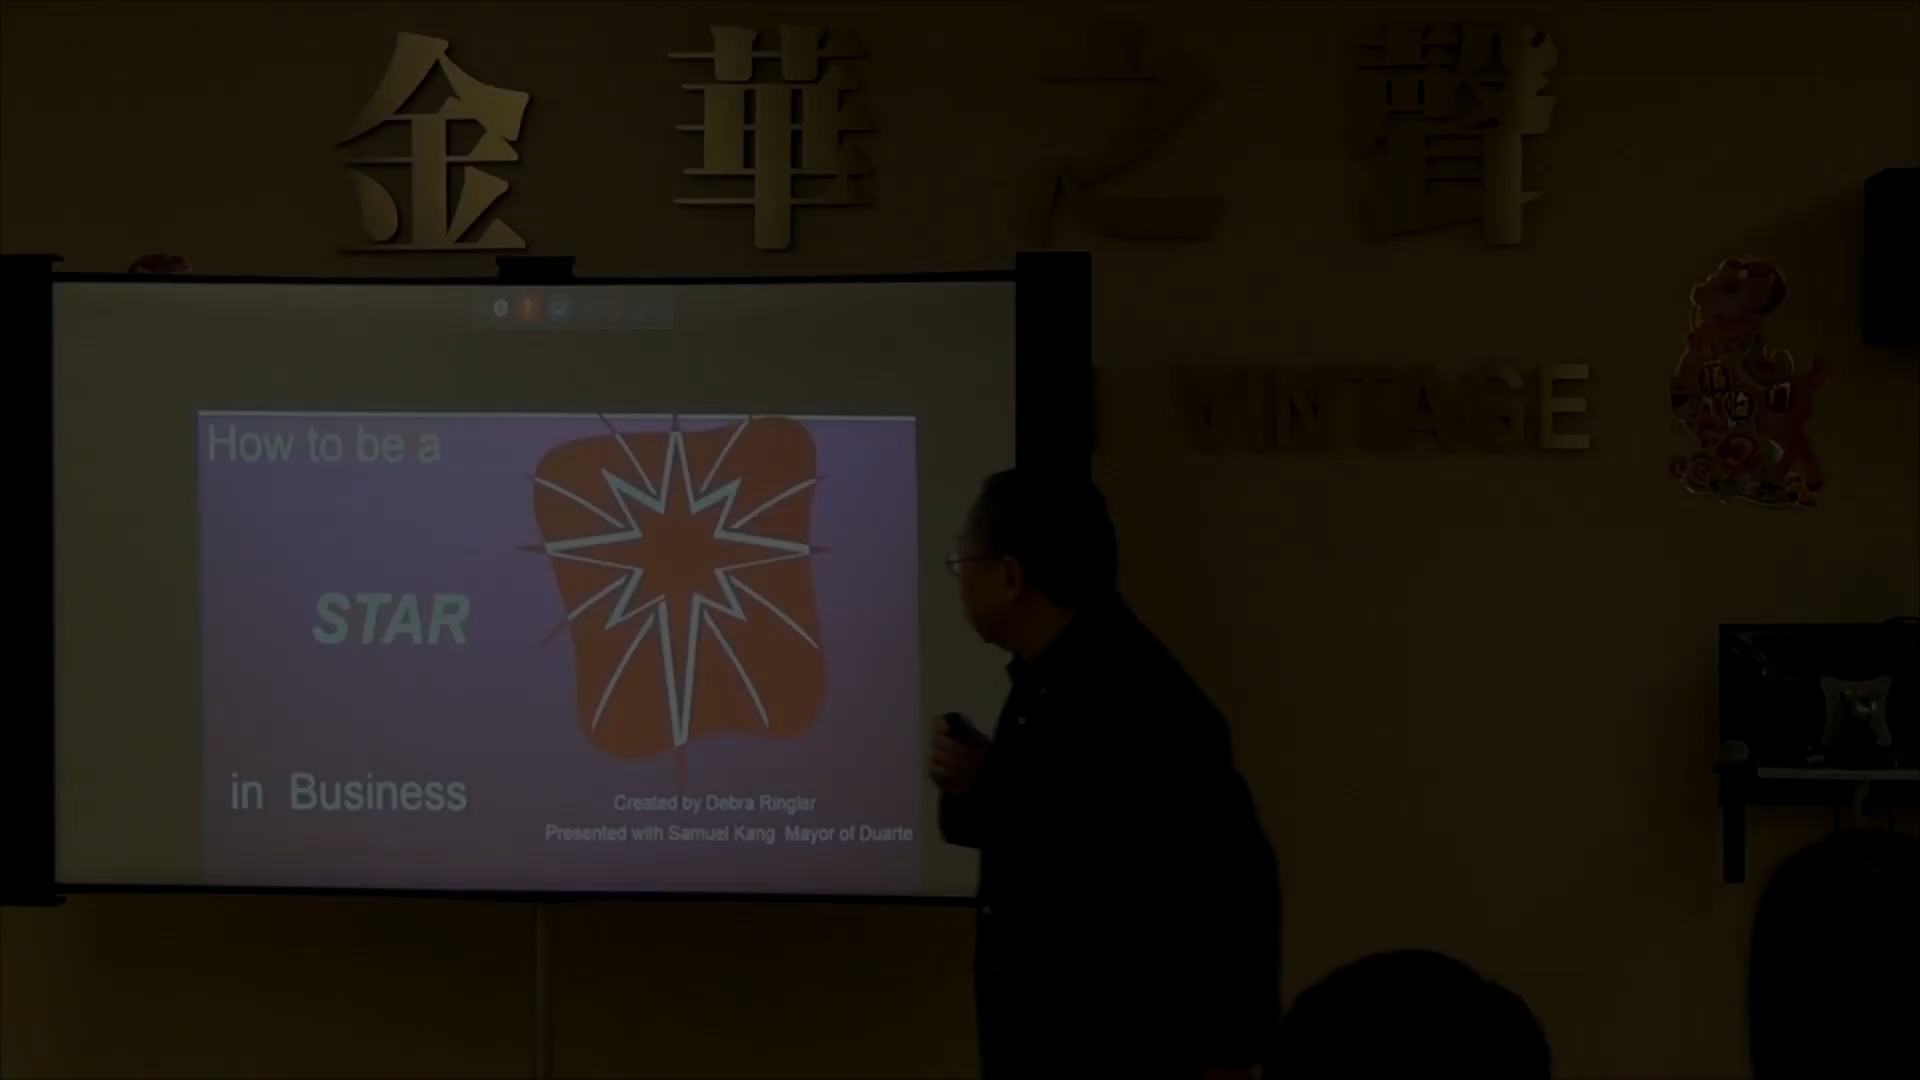 金華之聲
VINTAGE
How to be a
STAR
in Business
Created by Debra Ringler
Presented with Samuel Kang Mayor of Duarte